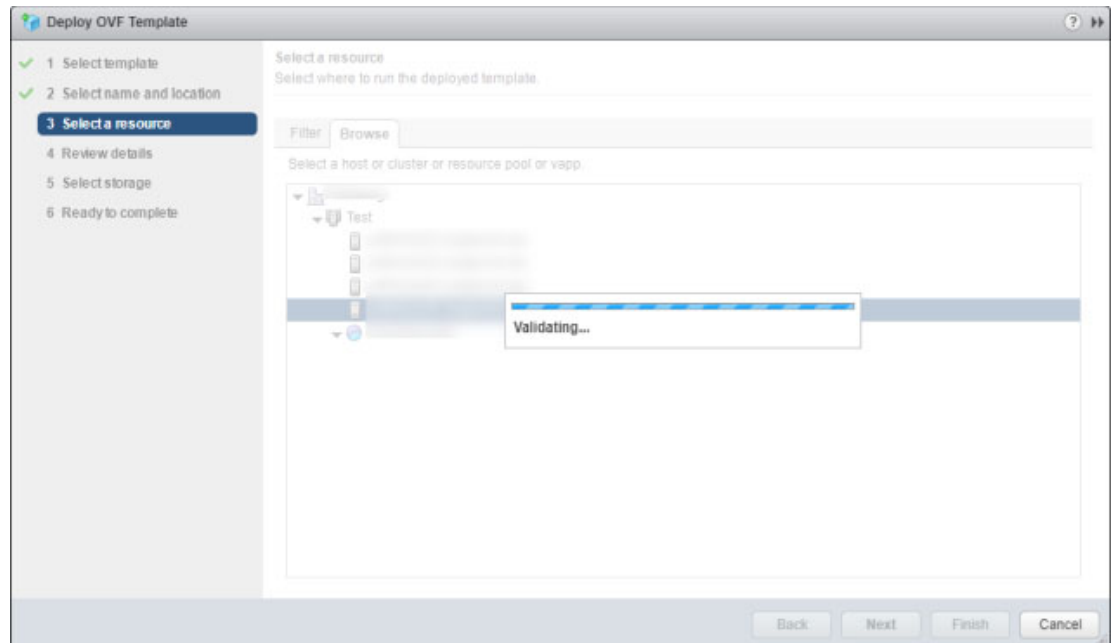 Deploy OVF Template
?
1 Select template
2 Select name and location
3 Select a resource
4 Review details
5 Select storage
6 Ready to complete
Select a resource
Select where to run the deployed template.
Filter Browse
Select a host or cluster or resource pool or vapp.
Test
Validating...
Back Next Finish Cancel